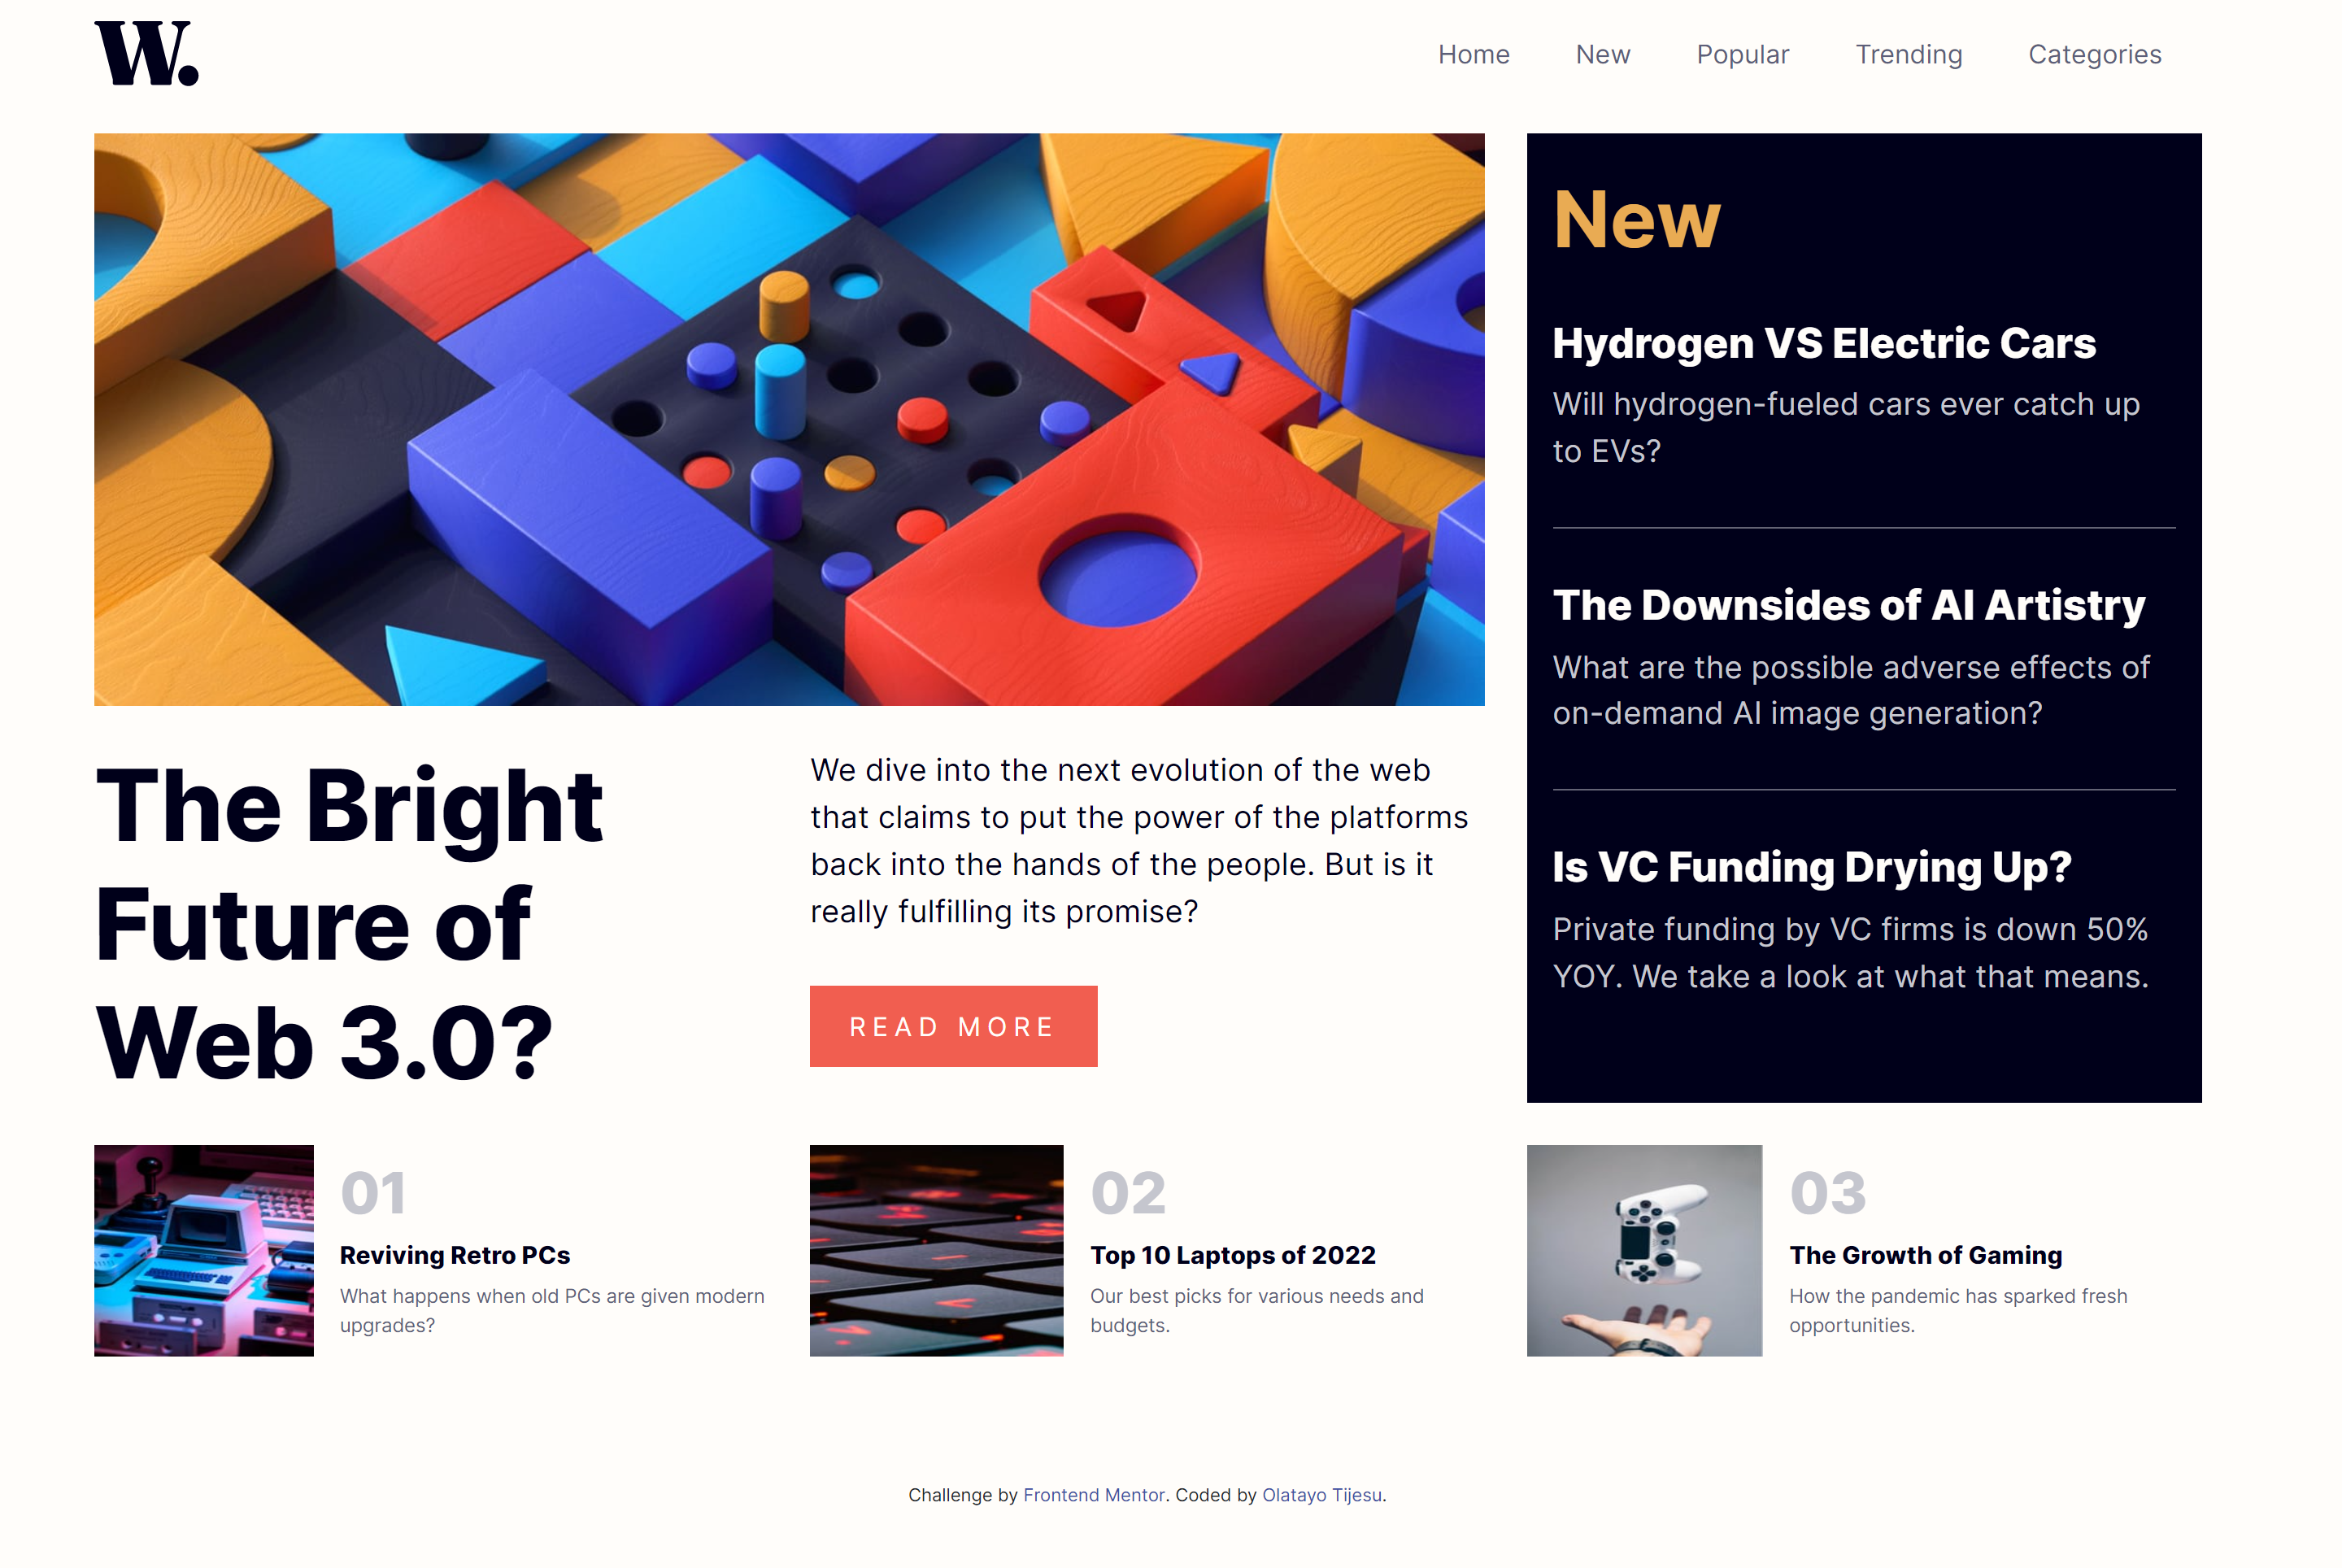 W.
Home New Popular Trending Categories
New
Hydrogen VS Electric Cars
Will hydrogen-fueled cars ever catch up
to EVs?
The Downsides of AI Artistry
What are the possible adverse effects of
on-demand AI image generation?
Is VC Funding Drying Up?
Private funding by VC firms is down 50%
YOY. We take a look at what that means.
The Bright
Future of
Web 3.0?
We dive into the next evolution of the web
that claims to put the power of the platforms
back into the hands of the people. But is it
really fulfilling its promise?
READ MORE
01
Reviving Retro PCs
What happens when old PCs are given modern
upgrades?
02
Top 10 Laptops of 2022
Our best picks for various needs and
budgets.
03
The Growth of Gaming
How the pandemic has sparked fresh
opportunities.
Challenge by Frontend Mentor. Coded by Olatayo Tijesu.